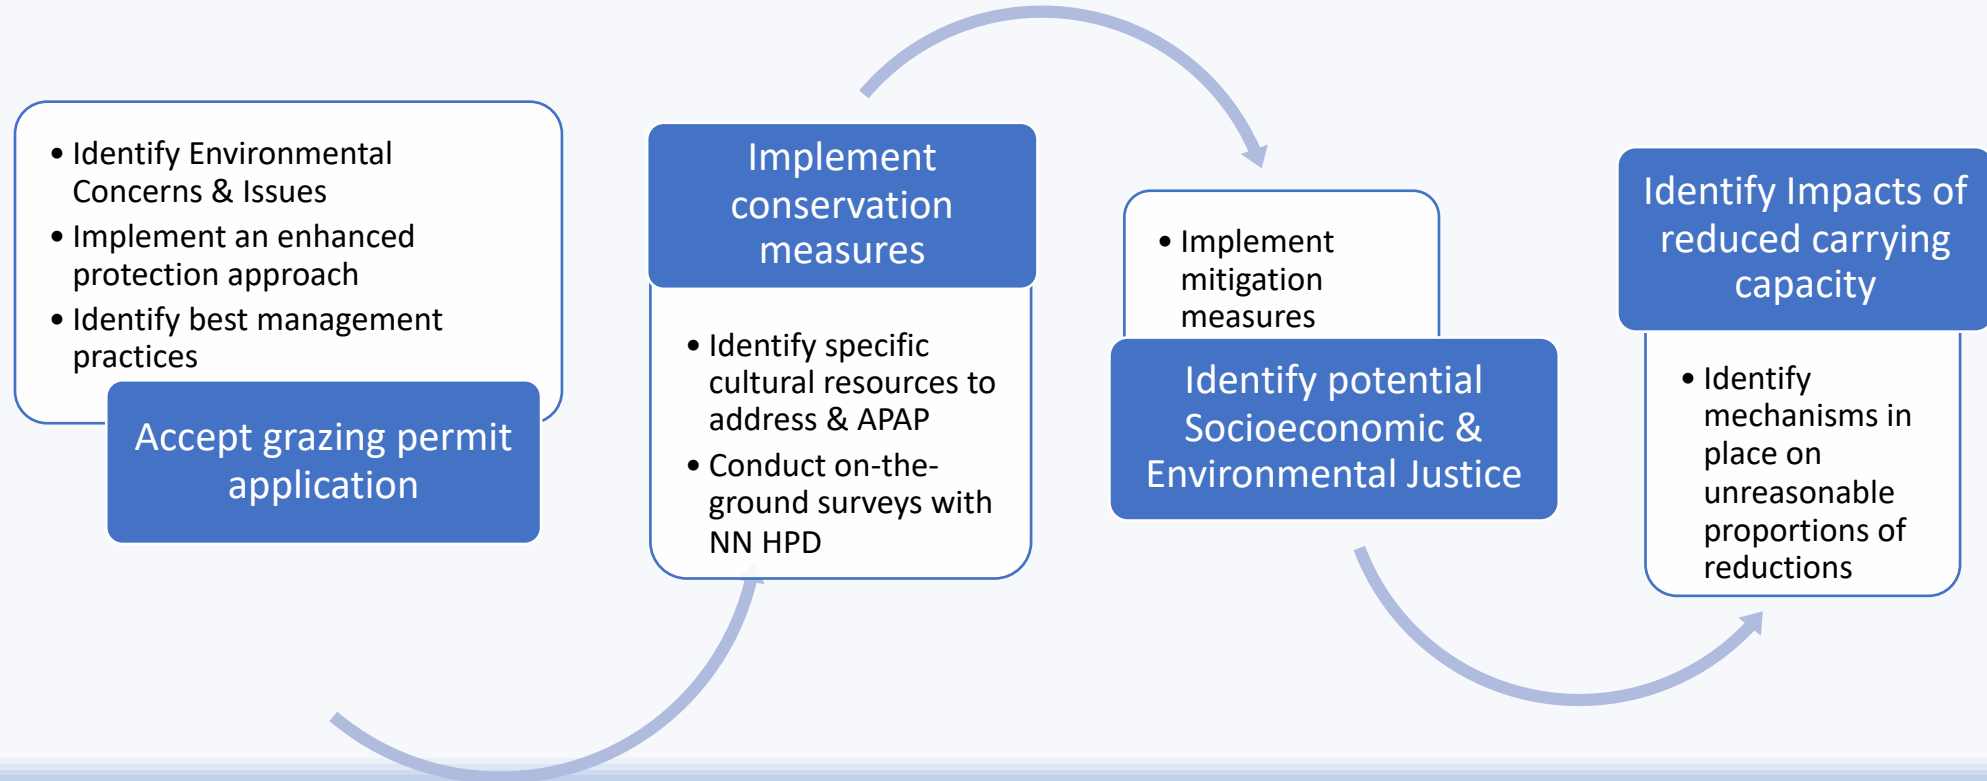 • Identify Environmental
Concerns & Issues
• Implement an enhanced
protection approach
• Identify best management
practices
Accept grazing permit
application
Implement
conservation
measures
• Identify specific
cultural resources to
address & APAP
• Conduct on-the-
ground surveys with
NN HPD
• Implement
mitigation
measures
Identify potential
Socioeconomic &
Environmental Justice
Identify Impacts of
reduced carrying
capacity
• Identify
mechanisms in
place on
unreasonable
proportions of
reductions